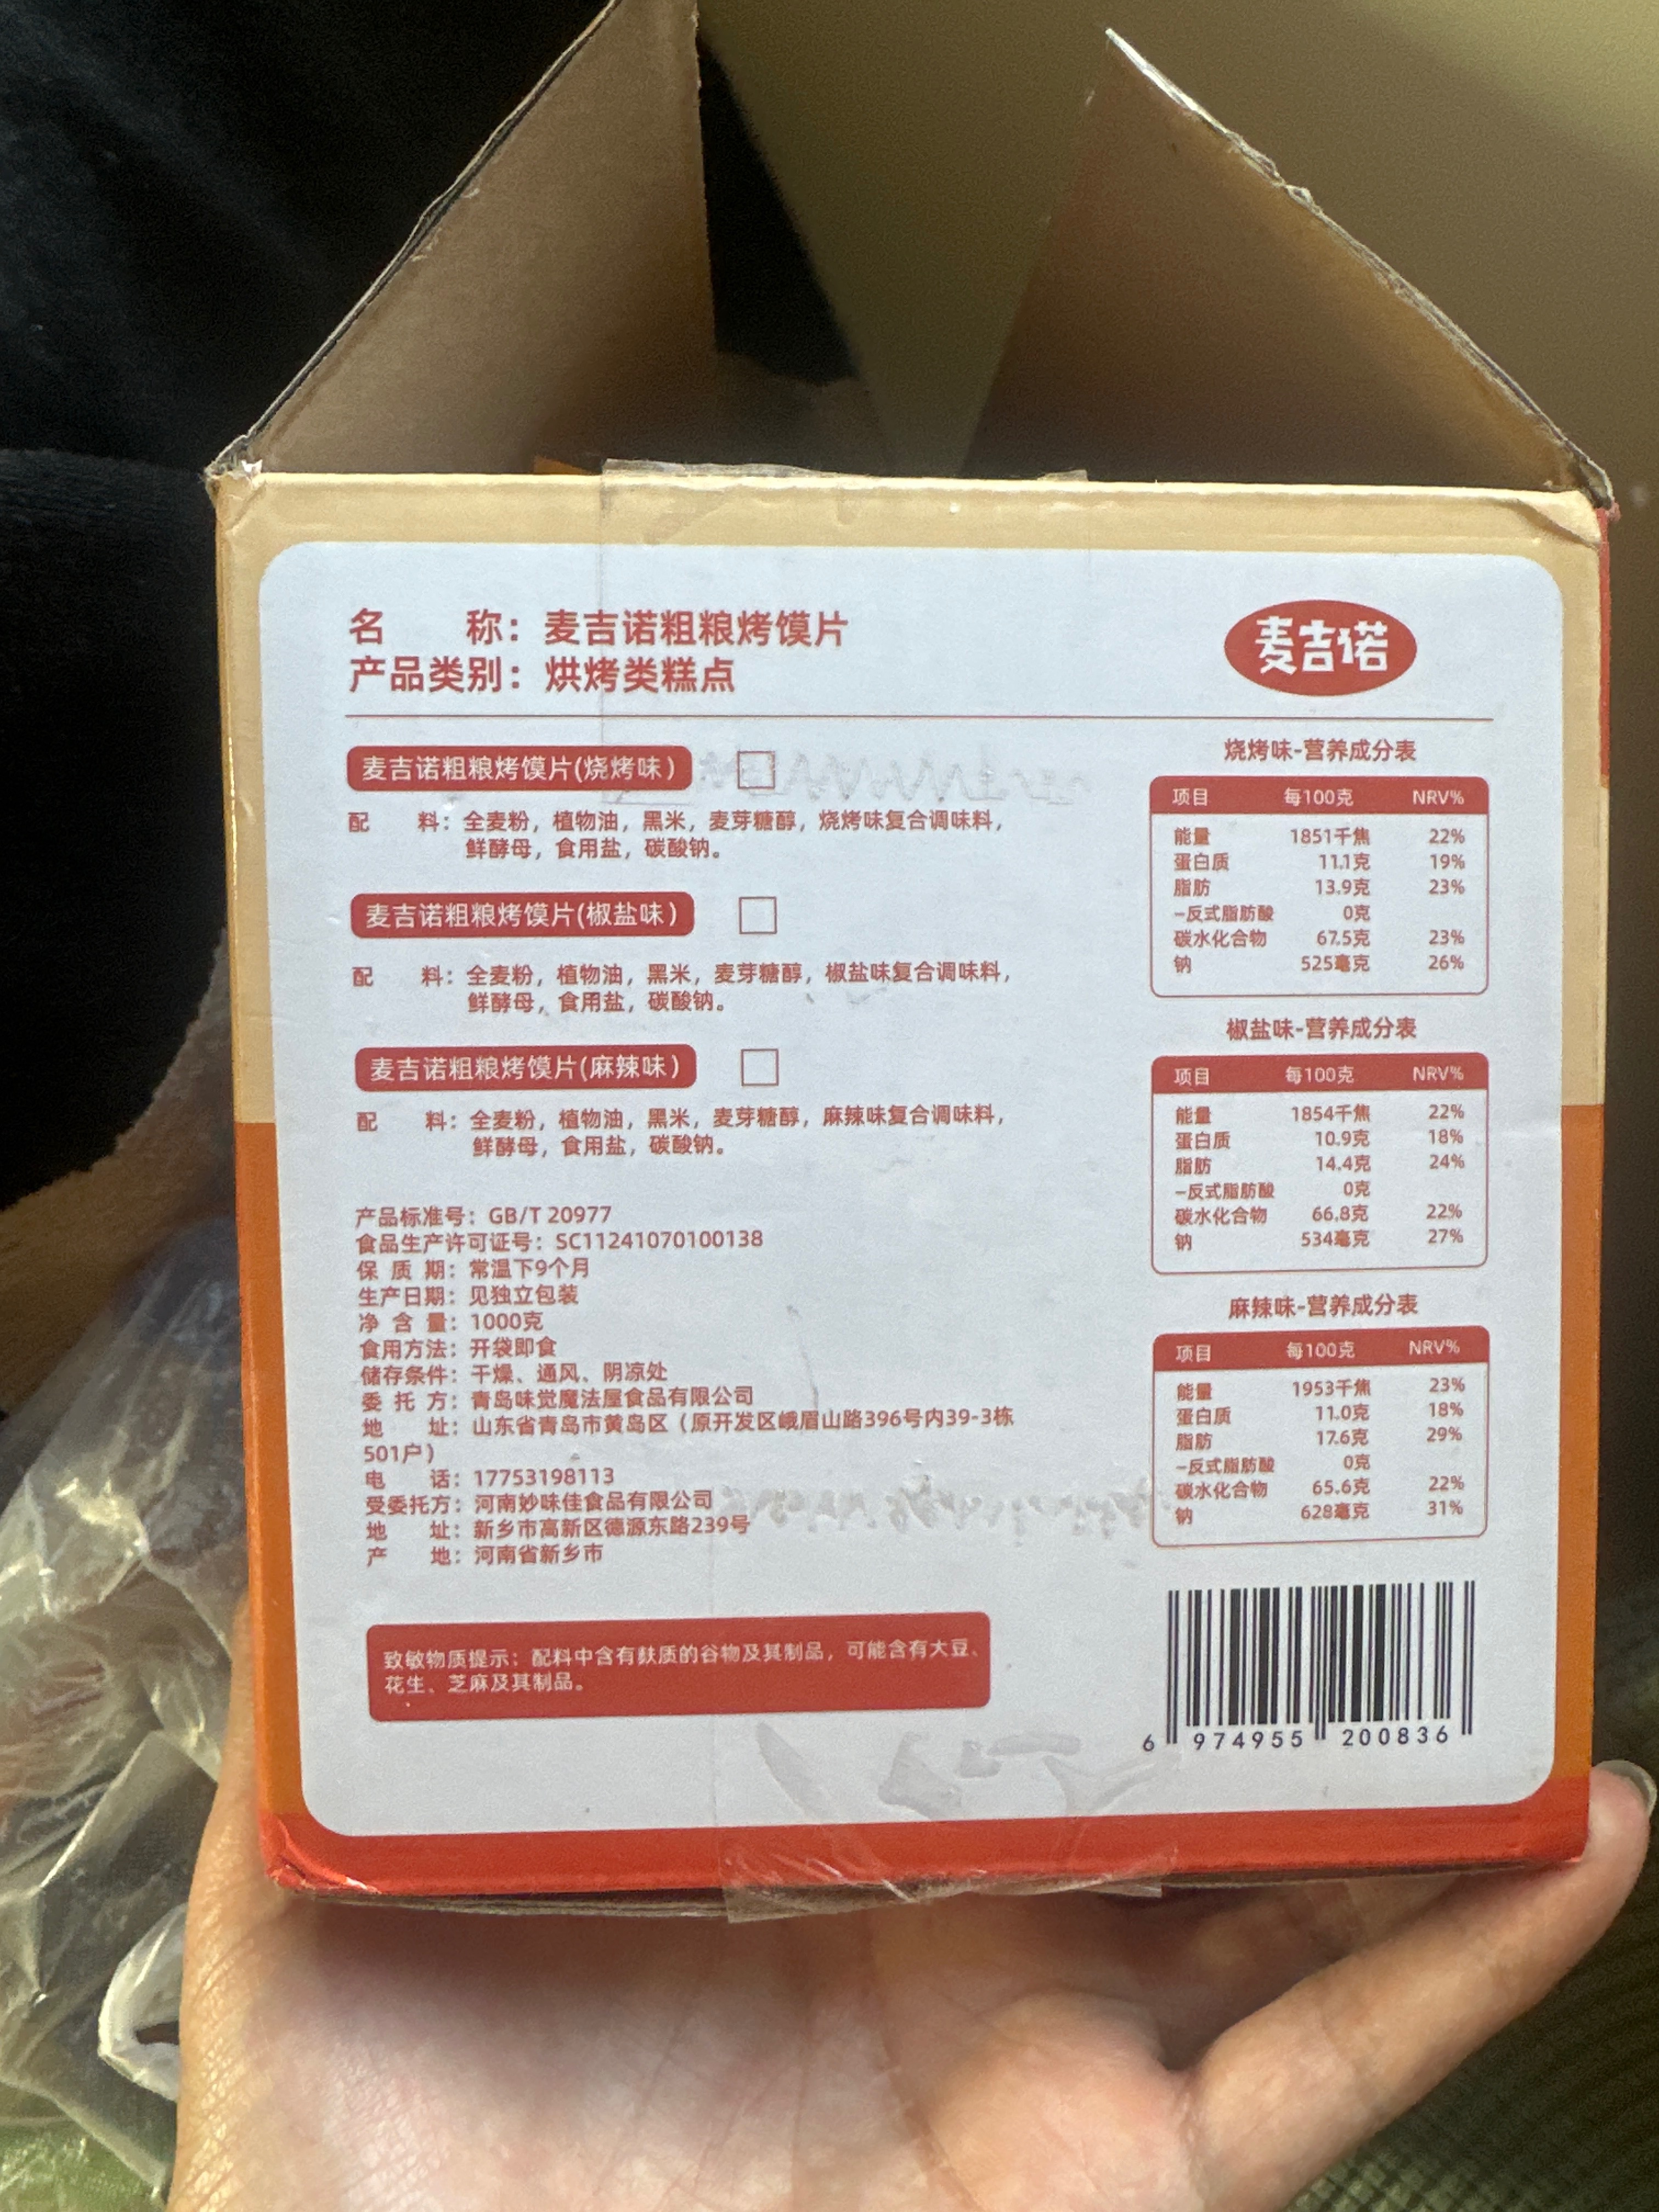 名 称：麦吉诺粗粮烤馍片
产品类别：烘烤类糕点
麦吉诺
麦吉诺粗粮烤馍片(烧烤味)
配 料：全麦粉，植物油，黑米，麦芽糖醇，烧烤味复合调味料，
鲜酵母，食用盐，碳酸钠。
麦吉诺粗粮烤馍片(椒盐味)
配 料：全麦粉，植物油，黑米，麦芽糖醇，椒盐味复合调味料，
鲜酵母，食用盐，碳酸钠。
麦吉诺粗粮烤馍片(麻辣味)
配 料：全麦粉，植物油，黑米，麦芽糖醇，麻辣味复合调味料，
鲜酵母，食用盐，碳酸钠。
产品标准号：GB/T 20977
食品生产许可证号：SC11241070100138
保 质 期：常温下9个月
生产日期：见独立包装
净 含 量：1000克
食用方法：开袋即食
储存条件：干燥、通风、阴凉处
委 托 方：青岛味觉魔法屋食品有限公司
地 址：山东省青岛市黄岛区（原开发区峨眉山路396号内39-3栋
501户）
电 话：17753198113
受委托方：河南妙味佳食品有限公司
地 址：新乡市高新区德源东路239号
产 地：河南省新乡市
致敏物质提示：配料中含有麸质的谷物及其制品，可能含有大豆、
花生、芝麻及其制品。
烧烤味-营养成分表
项目 每100克 NRV%
能量 1851千焦 22%
蛋白质 11.1克 19%
脂肪 13.9克 23%
-反式脂肪酸 0克
碳水化合物 67.5克 23%
钠 525毫克 26%
椒盐味-营养成分表
项目 每100克 NRV%
能量 1854千焦 22%
蛋白质 10.9克 18%
脂肪 14.4克 24%
-反式脂肪酸 0克
碳水化合物 66.8克 22%
钠 534毫克 27%
麻辣味-营养成分表
项目 每100克 NRV%
能量 1953千焦 23%
蛋白质 11.0克 18%
脂肪 17.6克 29%
-反式脂肪酸 0克
碳水化合物 65.6克 22%
钠 628毫克 31%
6 974955 200836